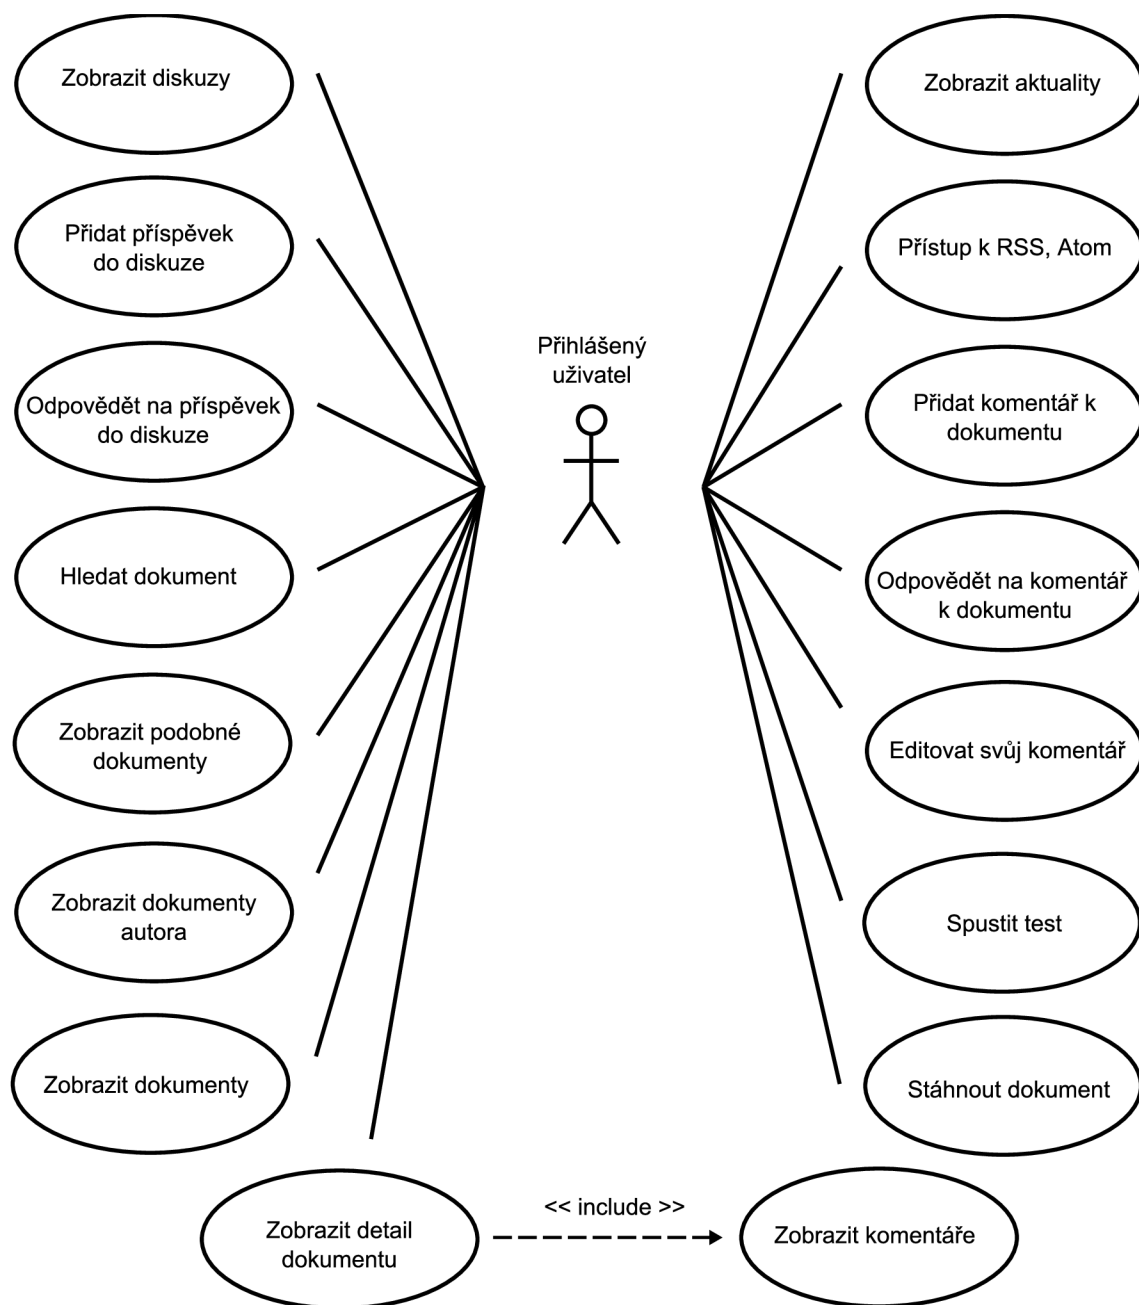 Zobrazit diskuzy
Zobrazit aktuality
Přidat příspěvek
do diskuze
Přístup k RSS, Atom
Přihlášený
uživatel
Odpovědět na příspěvek
do diskuze
Přidat komentář k
dokumentu
Hledat dokument
Odpovědět na komentář
k dokumentu
Zobrazit podobné
dokumenty
Editovat svůj komentář
Zobrazit dokumenty
autora
Spustit test
Zobrazit dokumenty
Stáhnout dokument
Zobrazit detail
dokumentu
<< include >>
Zobrazit komentáře